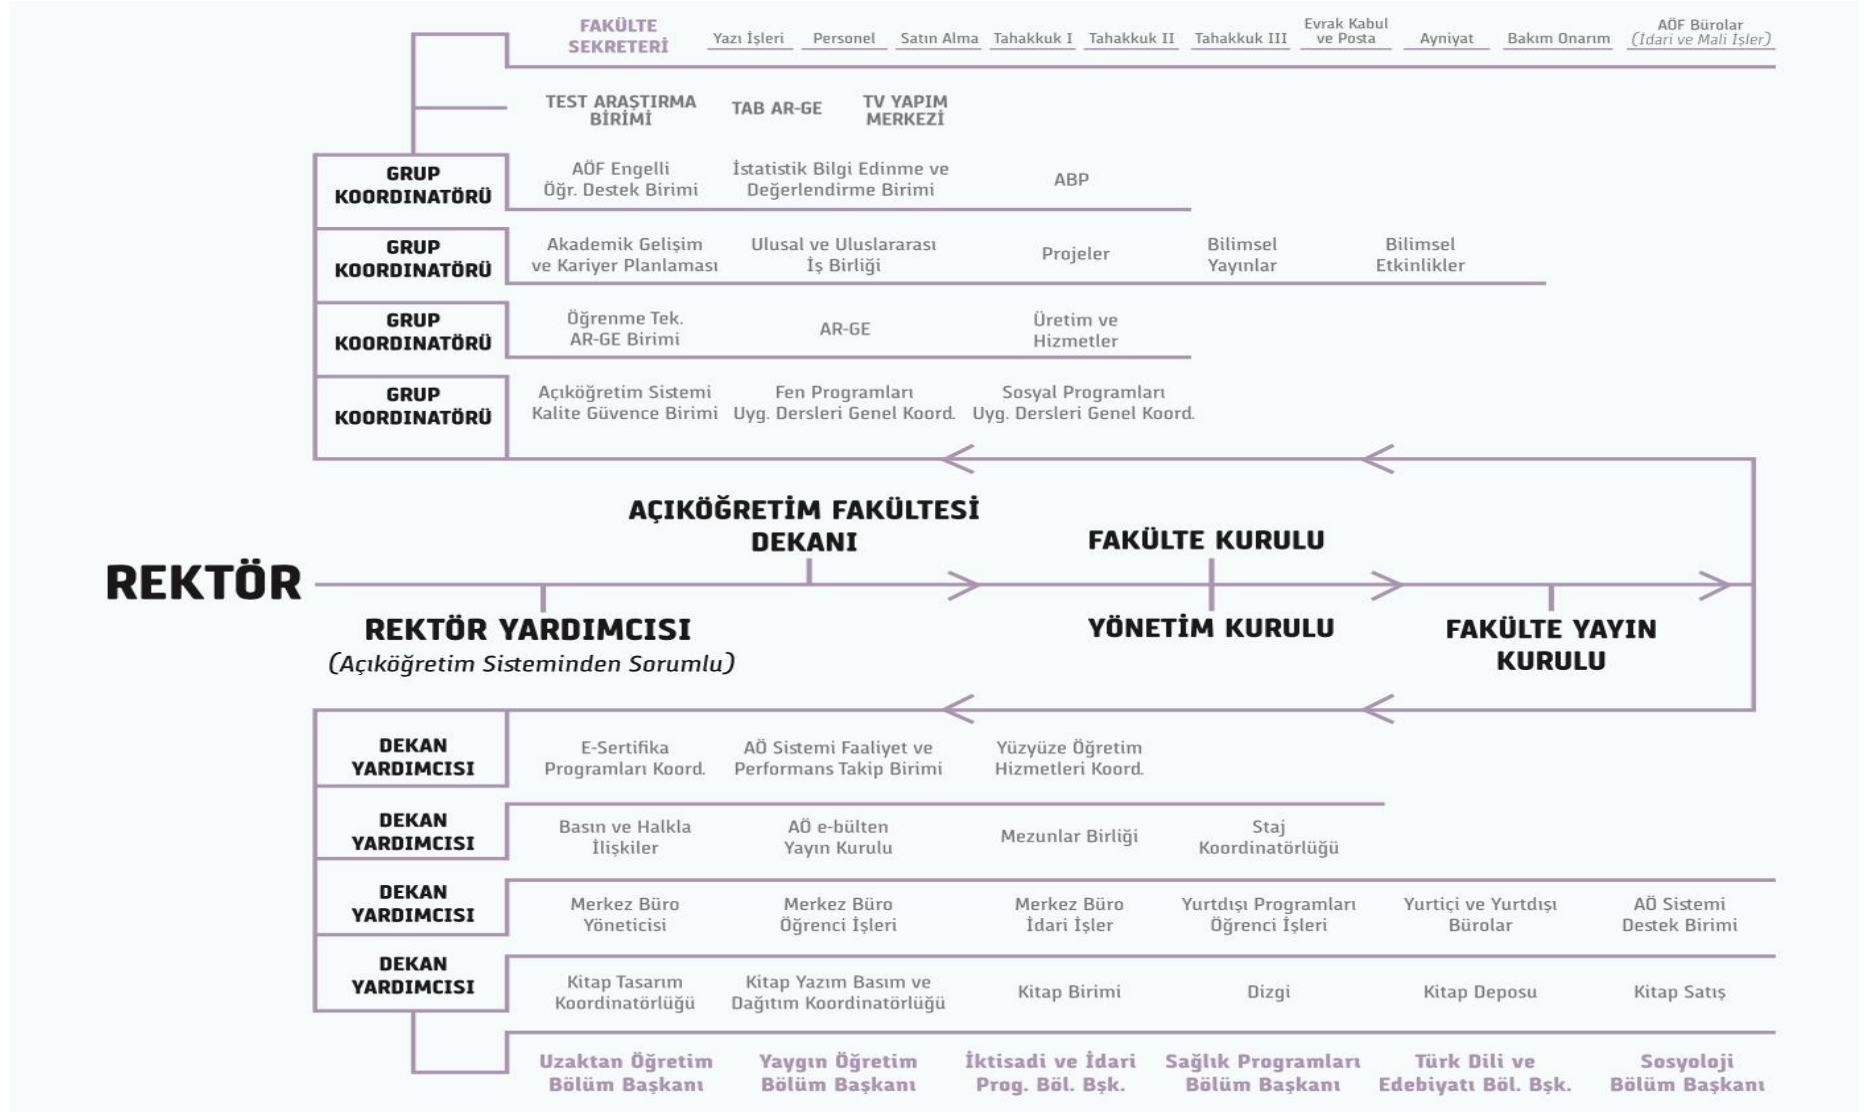 FAKÜLTE
SEKRETERİ
Yazı İşleri
Personel
Satın Alma
Tahakkuk I
Tahakkuk II
Tahakkuk III
Evrak Kabul
ve Posta
Ayniyat
Bakım Onarım
AÖF Bürolar
(İdari ve Mali İşler)
TEST ARAŞTIRMA
BİRİMİ
TAB AR-GE
TV YAPIM
MERKEZİ
GRUP
KOORDINATÖRÜ
AÖF Engelli
Öğr. Destek Birimi
İstatistik Bilgi Edinme ve
Değerlendirme Birimi
ABP
GRUP
KOORDINATÖRÜ
Akademik Gelişim
ve Kariyer Planlaması
Ulusal ve Uluslararası
İş Birliği
Projeler
Bilimsel
Yayınlar
Bilimsel
Etkinlikler
GRUP
KOORDINATÖRÜ
Öğrenme Tek.
AR-GE Birimi
AR-GE
Üretim ve
Hizmetler
GRUP
KOORDINATÖRÜ
Açıköğretim Sistemi
Kalite Güvence Birimi
Fen Programları
Uyg. Dersleri Genel Koord.
Sosyal Programları
Uyg. Dersleri Genel Koord.
AÇIKÖĞRETİM FAKÜLTESİ
DEKANI
FAKÜLTE KURULU
REKTÖR
REKTÖR YARDIMCISI
(Açıköğretim Sisteminden Sorumlu)
YÖNETİM KURULU
FAKÜLTE YAYIN
KURULU
DEKAN
YARDIMCISI
E-Sertifika
Programları Koord.
AÖ Sistemi Faaliyet ve
Performans Takip Birimi
Yüzyüze Öğretim
Hizmetleri Koord.
DEKAN
YARDIMCISI
Basın ve Halkla
İlişkiler
AÖ e-bülten
Yayın Kurulu
Mezunlar Birliği
Staj
Koordinatörlüğü
DEKAN
YARDIMCISI
Merkez Büro
Yöneticisi
Merkez Büro
Öğrenci İşleri
Merkez Büro
İdari İşler
Yurtdışı Programları
Öğrenci İşleri
Yurtiçi ve Yurtdışı
Bürolar
AÖ Sistemi
Destek Birimi
DEKAN
YARDIMCISI
Kitap Tasarım
Koordinatörlüğü
Kitap Yazım Basım ve
Dağıtım Koordinatörlüğü
Kitap Birimi
Dizgi
Kitap Deposu
Kitap Satış
Uzaktan Öğretim
Bölüm Başkanı
Yaygın Öğretim
Bölüm Başkanı
İktisadi ve İdari
Prog. Böl. Bşk.
Sağlık Programları
Bölüm Başkanı
Türk Dili ve
Edebiyatı Böl. Bşk.
Sosyoloji
Bölüm Başkanı